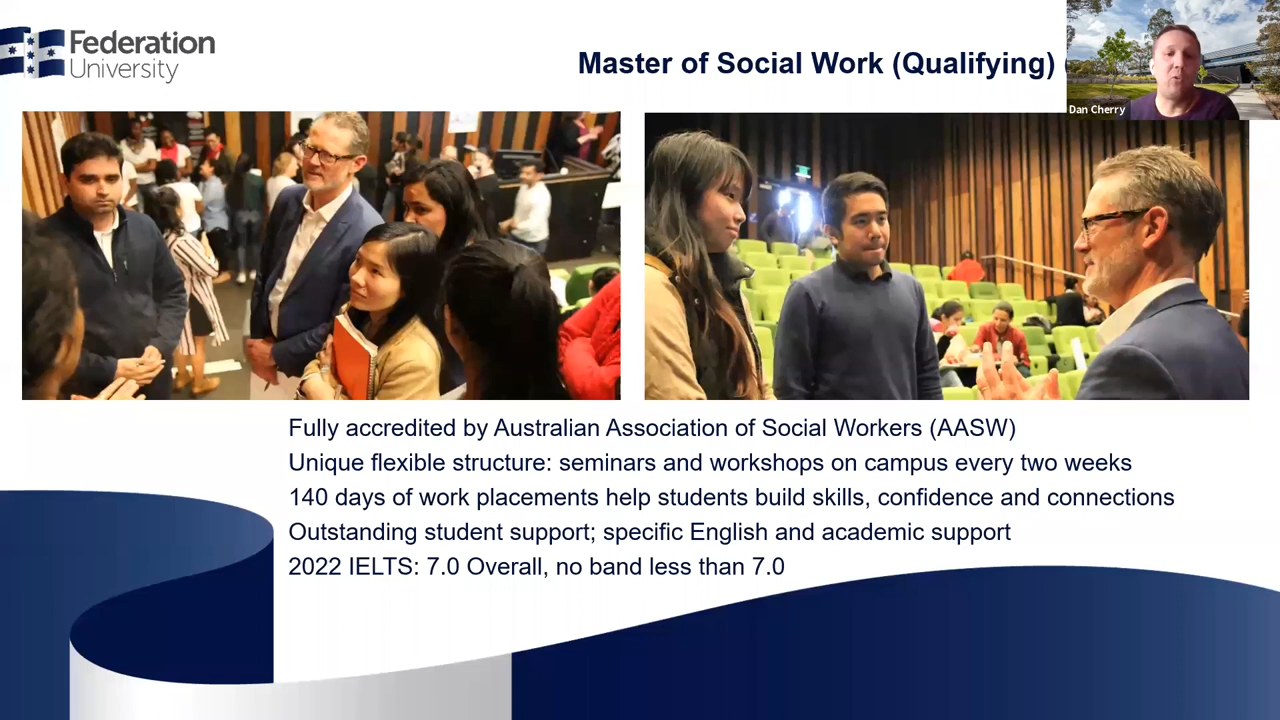 Federation
University
Master of Social Work (Qualifying)
Dan Cherry
Fully accredited by Australian Association of Social Workers (AASW)
Unique flexible structure: seminars and workshops on campus every two weeks
140 days of work placements help students build skills, confidence and connections
Outstanding student support; specific English and academic support
2022 IELTS: 7.0 Overall, no band less than 7.0